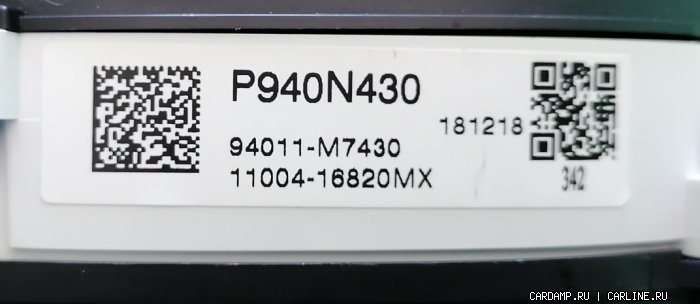 P940N430
181218
94011-M7430
11004-16820MX
342
CARDAMP.RU | CARLINE.RU